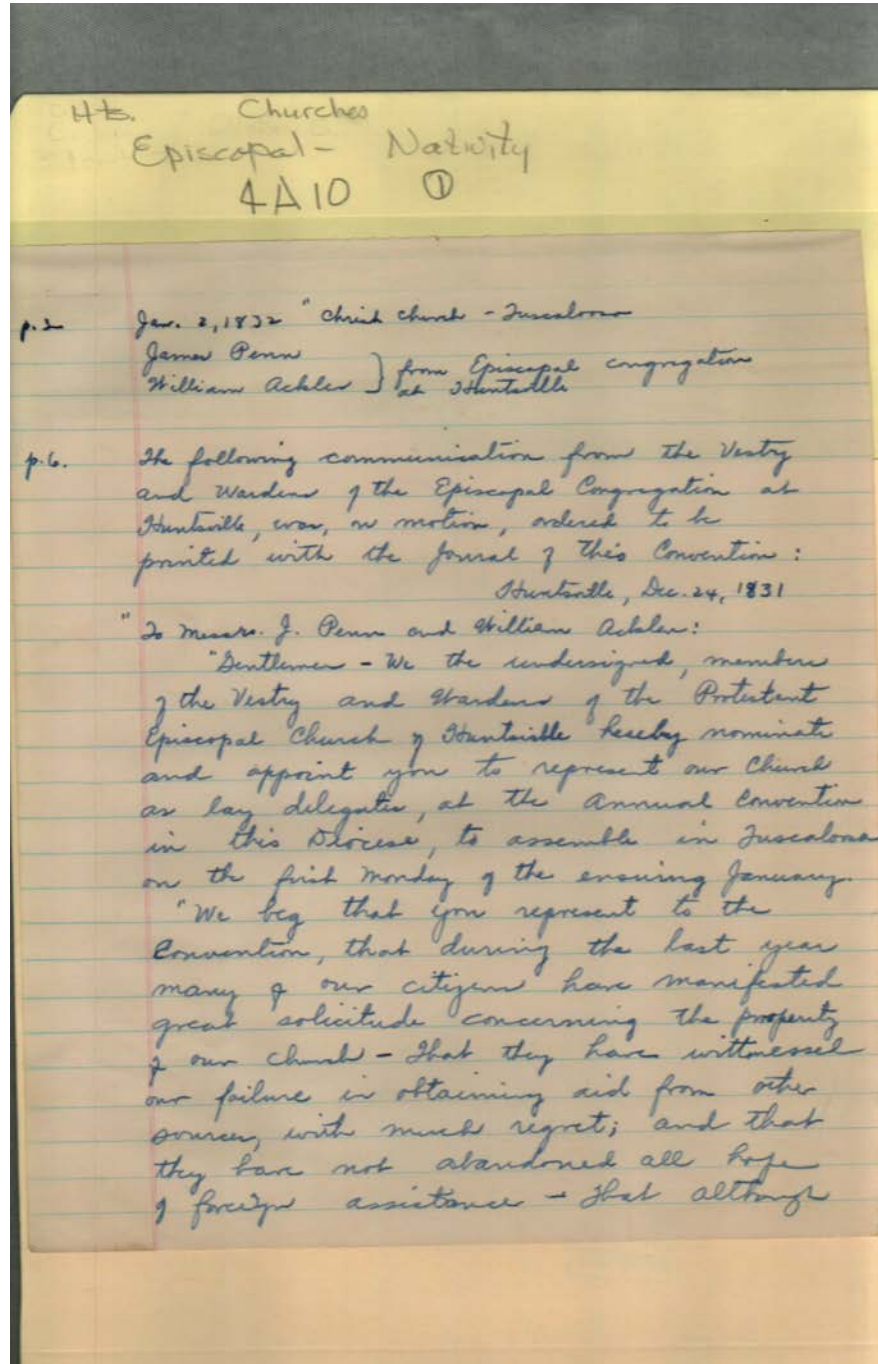 Hts. Churches
Episcopal - Nativity
4A10 ①
p.2 Jan. 2, 1832 "Christ Church - Tuscaloosa
James Penn
William Acklen } from Episcopal congregation
at Huntsville
p.6. The following communication from the Vestry
and Wardens of the Episcopal Congregation at
Huntsville, was, on motion, ordered to be
printed with the Journal of this Convention:
Huntsville, Dec. 24, 1831
"To Messrs. J. Penn and William Acklen:
"Gentlemen - We the undersigned, members
of the Vestry and Wardens of the Protestant
Episcopal Church of Huntsville hereby nominate
and appoint you to represent our Church
as lay delegates, at the Annual Convention
in this Diocese, to assemble in Tuscaloosa
on the first Monday of the ensuing January.
"We beg that you represent to the
Convention, that during the last year
many of our citizens have manifested
great solicitude concerning the prosperity
of our church - That they have wittnessed
our failure in obtaining aid from other
sources, with much regret; and that
they have not abandoned all hope
of foreign assistance - That although